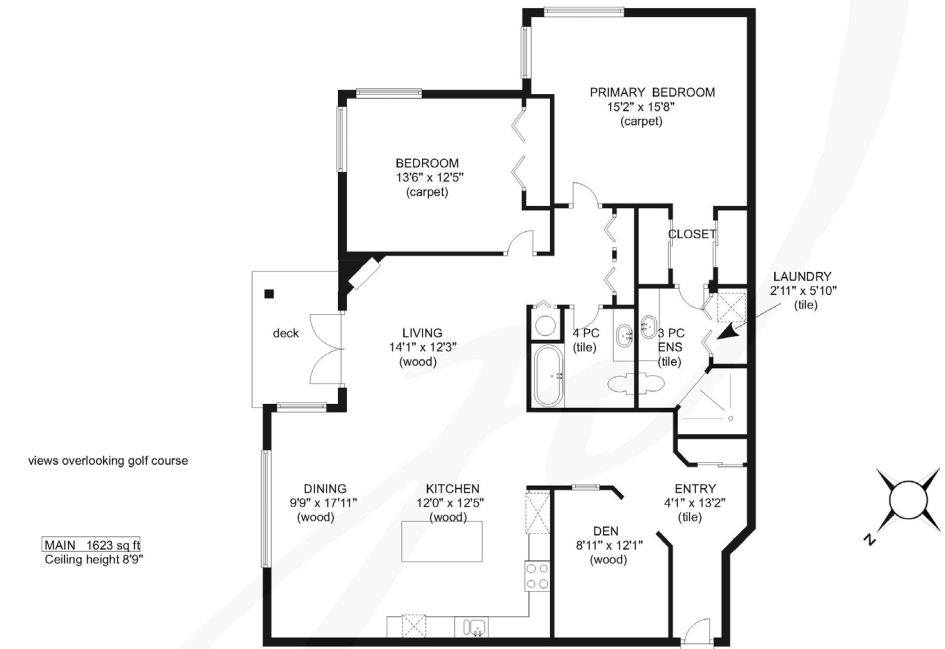 PRIMARY BEDROOM
15'2" x 15'8"
(carpet)
BEDROOM
13'6" x 12'5"
(carpet)
CLOSET
LAUNDRY
2'11" x 5'10"
(tile)
deck
LIVING
14'1" x 12'3"
(wood)
4 PC
(tile)
3 PC
ENS
(tile)
views overlooking golf course
DINING
9'9" x 17'11"
(wood)
KITCHEN
12'0" x 12'5"
(wood)
ENTRY
4'1" x 13'2"
(tile)
DEN
8'11" x 12'1"
(wood)
MAIN 1623 sq ft
Ceiling height 8'9"
N